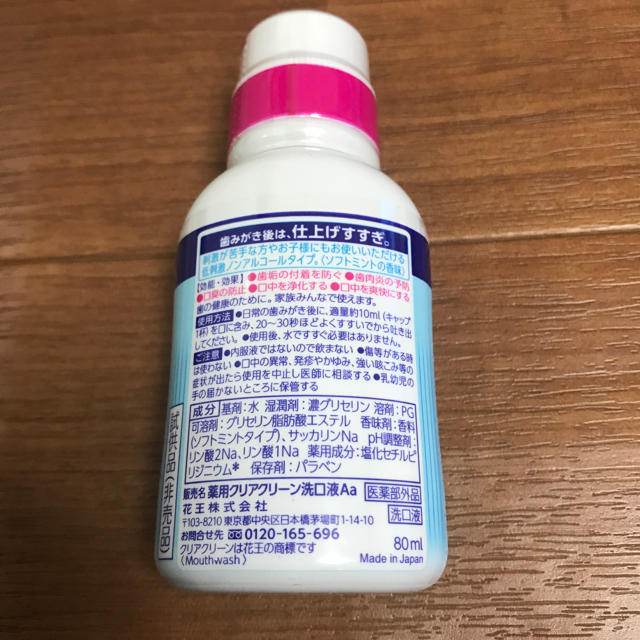 歯みがき後は、仕上げすすぎ。
刺激が苦手な方やお子様にもお使いいただける
低刺激ノンアルコールタイプ。(ソフトミントの香味)
【効能・効果】●歯垢の付着を防ぐ●歯肉炎の予防
●口臭の防止●口中を浄化する●口中を爽快にする
歯の健康のために。家族みんなで使えます。
使用方法 ●日常の歯みがき後に、適量約10ml(キャップ
1杯)を口に含み、20〜30秒ほどよくすすいでから吐き出
してください。●使用後、水ですすぐ必要はありません。
ご注意 ●内服液ではないので飲まない●傷等がある時
は使わない●口中の異常、発疹やかゆみ、強い咳こみ等の
症状が出たら使用を中止し医師に相談する●乳幼児の
手の届かないところに保管する
成分 基剤:水 湿潤剤:濃グリセリン 溶剤:PG
可溶剤:グリセリン脂肪酸エステル 香味剤:香料
(ソフトミントタイプ)、サッカリンNa pH調整剤:
リン酸2Na、リン酸1Na 薬用成分:塩化セチルピ
リジニウム* 保存剤:パラベン
販売名 薬用クリアクリーン洗口液Aa 医薬部外品
花王株式会社
〒103-8210 東京都中央区日本橋茅場町1-14-10
洗口液
お問合せ先 0120-165-696
クリアクリーンは花王の商標です
(Mouthwash)
80ml
Made in Japan
試供品(非売品)